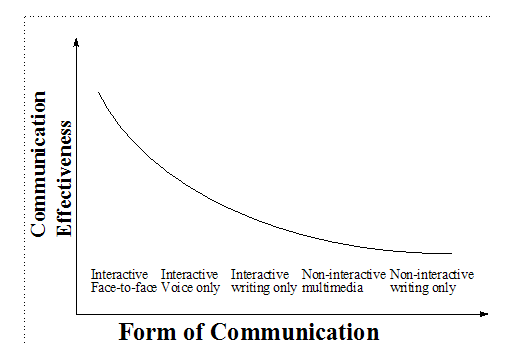 Communication
Effectiveness
Interactive
Face-to-face
Interactive
Voice only
Interactive
writing only
Non-interactive
multimedia
Non-interactive
writing only
Form of Communication